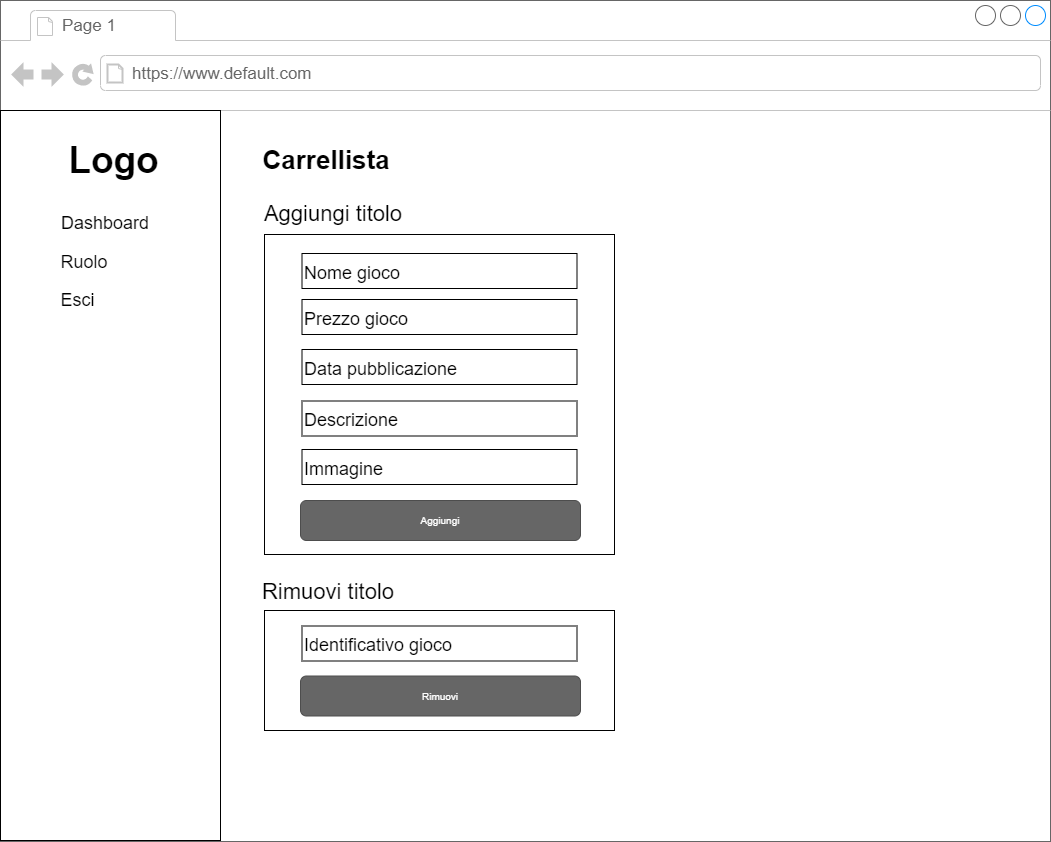 Page 1
https://www.default.com
Logo
Dashboard
Ruolo
Esci
Carrellista
Aggiungi titolo
Nome gioco
Prezzo gioco
Data pubblicazione
Descrizione
Immagine
Aggiungi
Rimuovi titolo
Identificativo gioco
Rimuovi